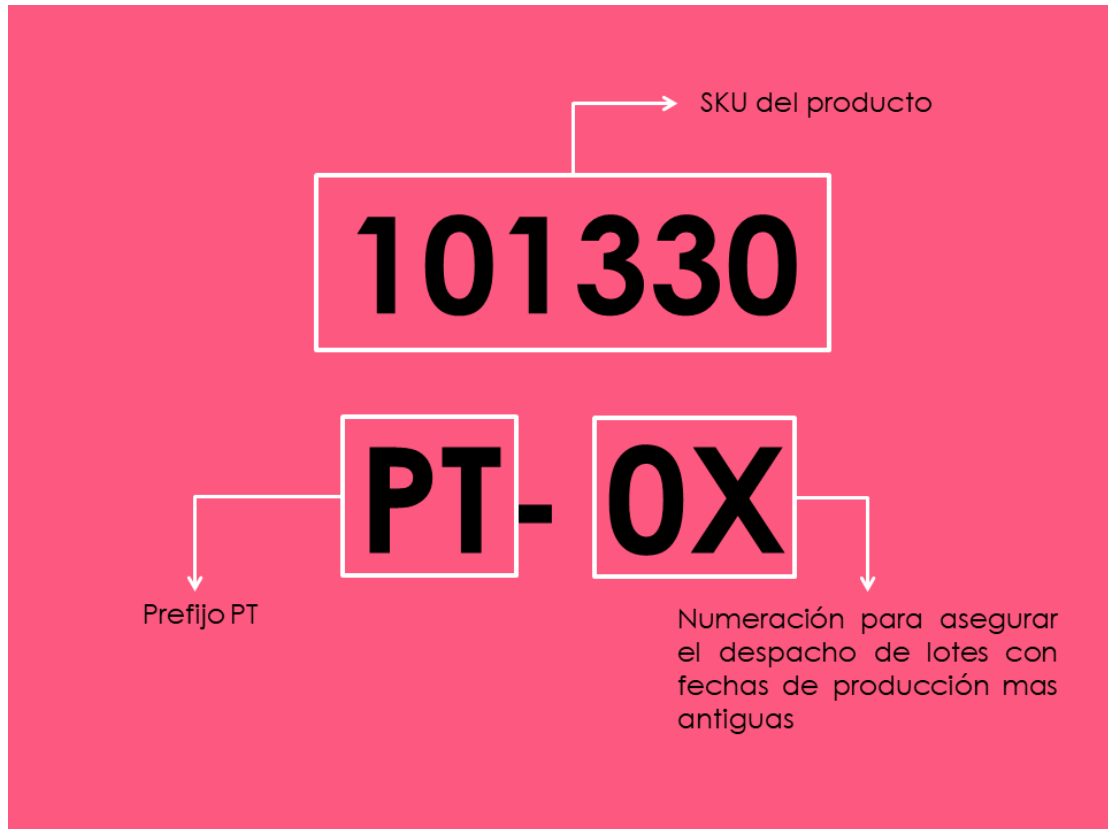 SKU del producto
101330
PT- 0X
Prefijo PT
Numeración para asegurar
el despacho de lotes con
fechas de producción mas
antiguas